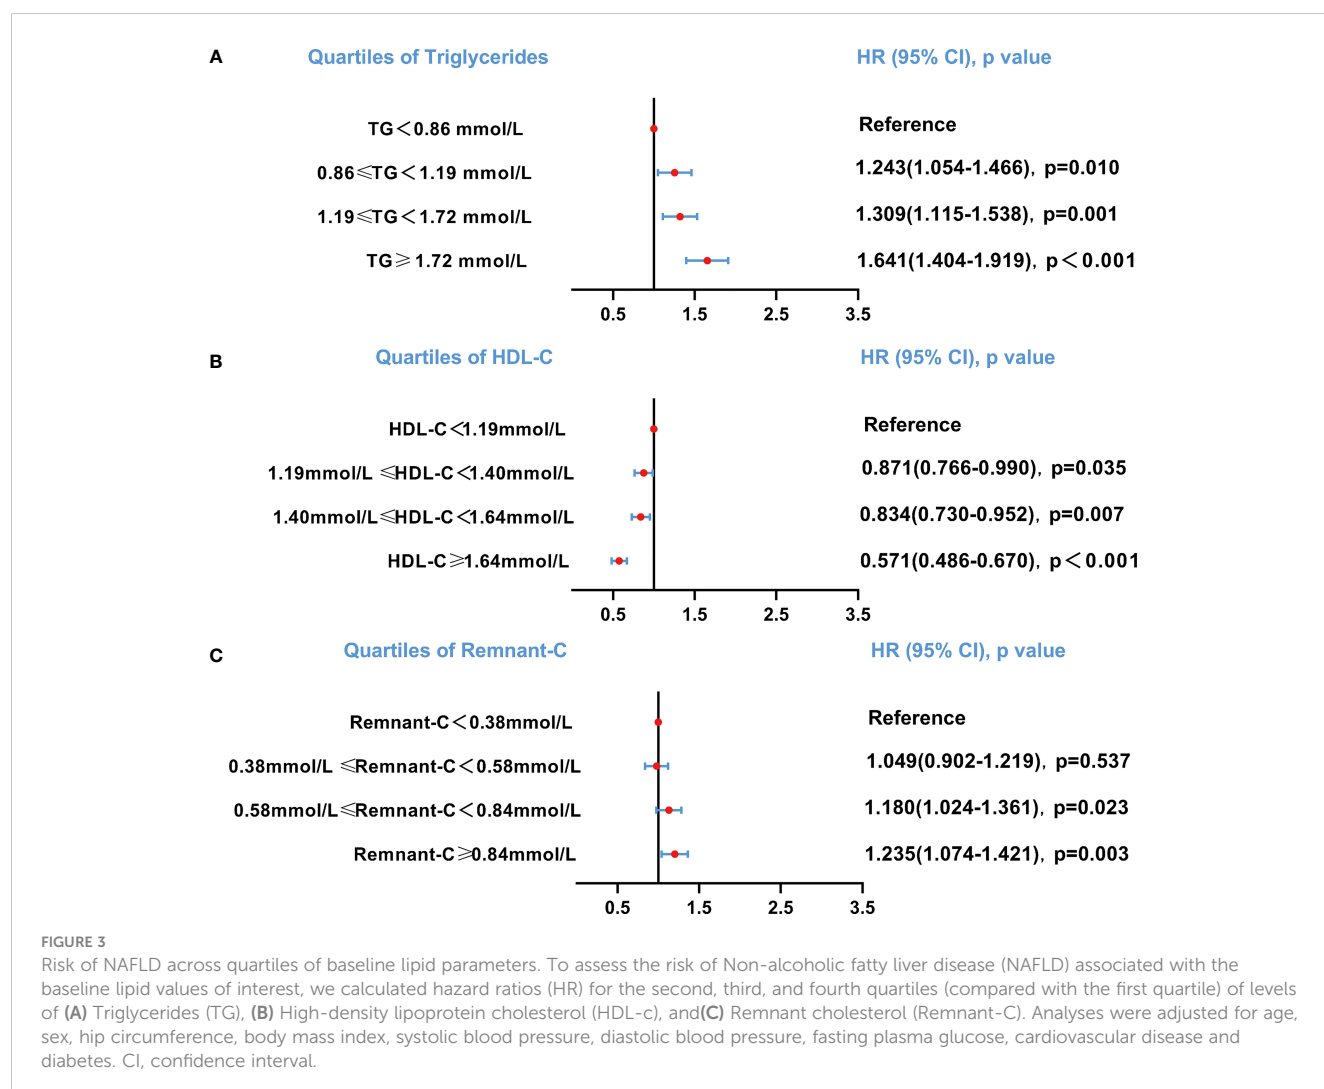 A Quartiles of Triglycerides HR (95% CI), p value
TG<0.86 mmol/L Reference
0.86⩽TG<1.19 mmol/L 1.243(1.054-1.466), p=0.010
1.19⩽TG<1.72 mmol/L 1.309(1.115-1.538), p=0.001
TG⩾1.72 mmol/L 1.641(1.404-1.919), p<0.001
0.5 1.5 2.5 3.5
B Quartiles of HDL-C HR (95% CI), p value
HDL-C<1.19mmol/L Reference
1.19mmol/L ⩽HDL-C<1.40mmol/L 0.871(0.766-0.990), p=0.035
1.40mmol/L⩽HDL-C<1.64mmol/L 0.834(0.730-0.952), p=0.007
HDL-C⩾1.64mmol/L 0.571(0.486-0.670), p<0.001
0.5 1.5 2.5 3.5
C Quartiles of Remnant-C HR (95% CI), p value
Remnant-C<0.38mmol/L Reference
0.38mmol/L ⩽Remnant-C<0.58mmol/L 1.049(0.902-1.219), p=0.537
0.58mmol/L⩽Remnant-C<0.84mmol/L 1.180(1.024-1.361), p=0.023
Remnant-C⩾0.84mmol/L 1.235(1.074-1.421), p=0.003
0.5 1.5 2.5 3.5
FIGURE 3
Risk of NAFLD across quartiles of baseline lipid parameters. To assess the risk of Non-alcoholic fatty liver disease (NAFLD) associated with the
baseline lipid values of interest, we calculated hazard ratios (HR) for the second, third, and fourth quartiles (compared with the first quartile) of levels
of (A) Triglycerides (TG), (B) High-density lipoprotein cholesterol (HDL-c), and(C) Remnant cholesterol (Remnant-C). Analyses were adjusted for age,
sex, hip circumference, body mass index, systolic blood pressure, diastolic blood pressure, fasting plasma glucose, cardiovascular disease and
diabetes. CI, confidence interval.